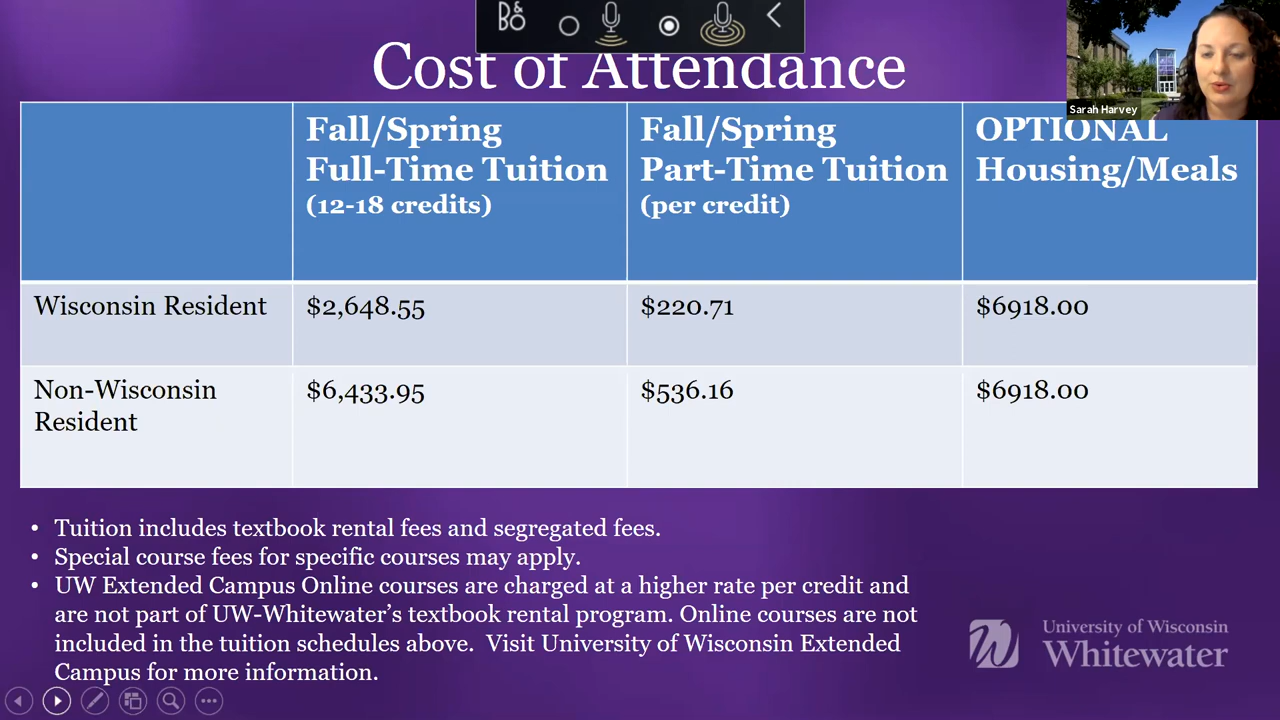 B&O
Cost of Attendance
Sarah Harvey
Fall/Spring
Full-Time Tuition
(12-18 credits)
Fall/Spring
Part-Time Tuition
(per credit)
OPTIONAL
Housing/Meals
Wisconsin Resident
$2,648.55
$220.71
$6918.00
Non-Wisconsin
Resident
$6,433.95
$536.16
$6918.00
• Tuition includes textbook rental fees and segregated fees.
• Special course fees for specific courses may apply.
• UW Extended Campus Online courses are charged at a higher rate per credit and
are not part of UW-Whitewater’s textbook rental program. Online courses are not
included in the tuition schedules above. Visit University of Wisconsin Extended
Campus for more information.
W
University of Wisconsin
Whitewater